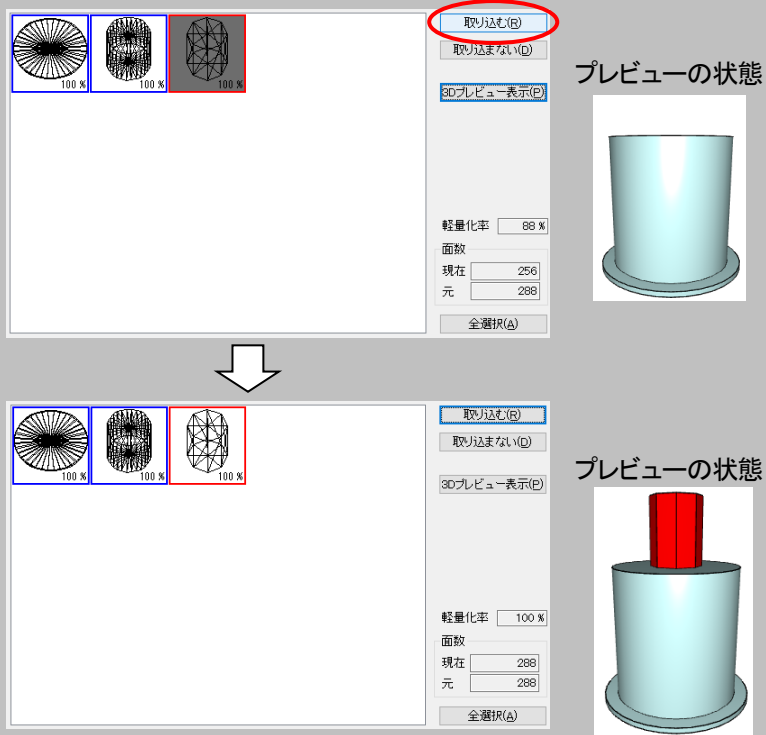 取り込む(R)
取り込まない(D)
3Dプレビュー表示(P)
100 %
100 %
100 %
プレビューの状態
軽量化率 88 %
面数
現在 256
元 288
全選択(A)
取り込む(R)
取り込まない(D)
3Dプレビュー表示(P)
100 %
100 %
100 %
プレビューの状態
軽量化率 100 %
面数
現在 288
元 288
全選択(A)